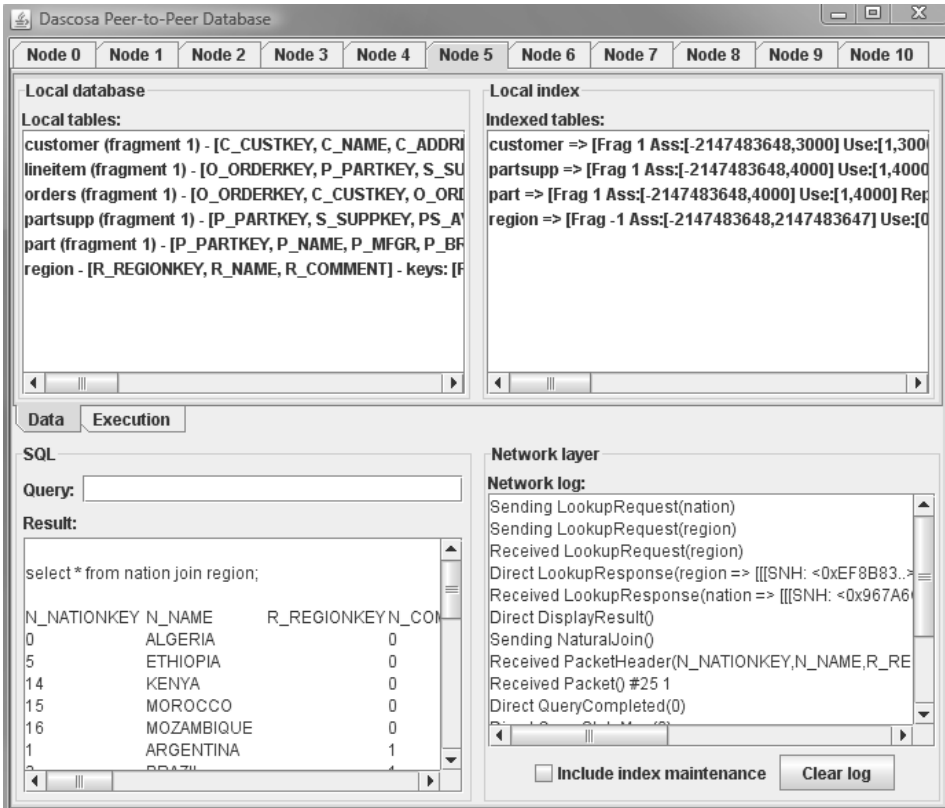 Dascosa Peer-to-Peer Database
Node 0 Node 1 Node 2 Node 3 Node 4 Node 5 Node 6 Node 7 Node 8 Node 9 Node 10
Local database
Local tables:
customer (fragment 1) - [C_CUSTKEY, C_NAME, C_ADDRI
lineitem (fragment 1) - [O_ORDERKEY, P_PARTKEY, S_SU
orders (fragment 1) - [O_ORDERKEY, C_CUSTKEY, O_ORI
partsupp (fragment 1) - [P_PARTKEY, S_SUPPKEY, PS_A
part (fragment 1) - [P_PARTKEY, P_NAME, P_MFGR, P_BR
region - [R_REGIONKEY, R_NAME, R_COMMENT] - keys: [F
Local index
Indexed tables:
customer => [Frag 1 Ass:[-2147483648,3000] Use:[1,300
partsupp => [Frag 1 Ass:[-2147483648,4000] Use:[1,4000
part => [Frag 1 Ass:[-2147483648,4000] Use:[1,4000] Rep
region => [Frag -1 Ass:[-2147483648,2147483647] Use:[0
Data Execution
SQL
Query:
Result:
select * from nation join region;
N_NATIONKEY N_NAME R_REGIONKEY N_COM
0 ALGERIA 0
5 ETHIOPIA 0
14 KENYA 0
15 MOROCCO 0
16 MOZAMBIQUE 0
1 ARGENTINA 1
Network layer
Network log:
Sending LookupRequest(nation)
Sending LookupRequest(region)
Received LookupRequest(region)
Direct LookupResponse(region => [[[SNH: <0xEF8B83..>
Received LookupResponse(nation => [[[SNH: <0x967A6
Direct DisplayResult()
Sending NaturalJoin()
Received PacketHeader(N_NATIONKEY,N_NAME,R_RE
Received Packet() #25 1
Direct QueryCompleted(0)
Include index maintenance Clear log